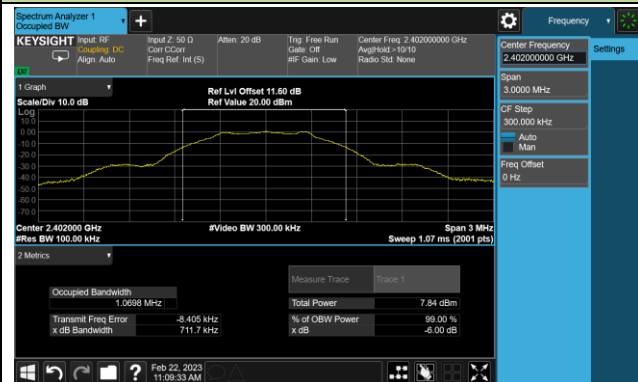 Spectrum Analyzer 1
Occupied BW
+
Frequency
KEYSIGHT
Input: RF
Coupling: DC
Align: Auto
Input Z: 50 Ω
Corr CCorr
Freq Ref: Int (S)
Atten: 20 dB
Trig: Free Run
Gate: Off
#IF Gain: Low
Center Freq: 2.402000000 GHz
Avg|Hold:>10/10
Radio Std: None
Center Frequency
2.402000000 GHz
Settings
Span
3.0000 MHz
CF Step
300.000 kHz
Auto
Man
Freq Offset
0 Hz
1 Graph
Scale/Div 10.0 dB
Ref Lvl Offset 11.60 dB
Ref Value 20.00 dBm
Log
10.0
0.00
-10.0
-20.0
-30.0
-40.0
-50.0
-60.0
-70.0
Center 2.402000 GHz
#Res BW 100.00 kHz
#Video BW 300.00 kHz
Span 3 MHz
Sweep 1.07 ms (2001 pts)
2 Metrics
Measure Trace
Trace 1
Occupied Bandwidth
1.0698 MHz
Total Power
7.84 dBm
Transmit Freq Error
-8.405 kHz
% of OBW Power
99.00 %
x dB Bandwidth
711.7 kHz
x dB
-6.00 dB
?
Feb 22, 2023
11:09:33 AM